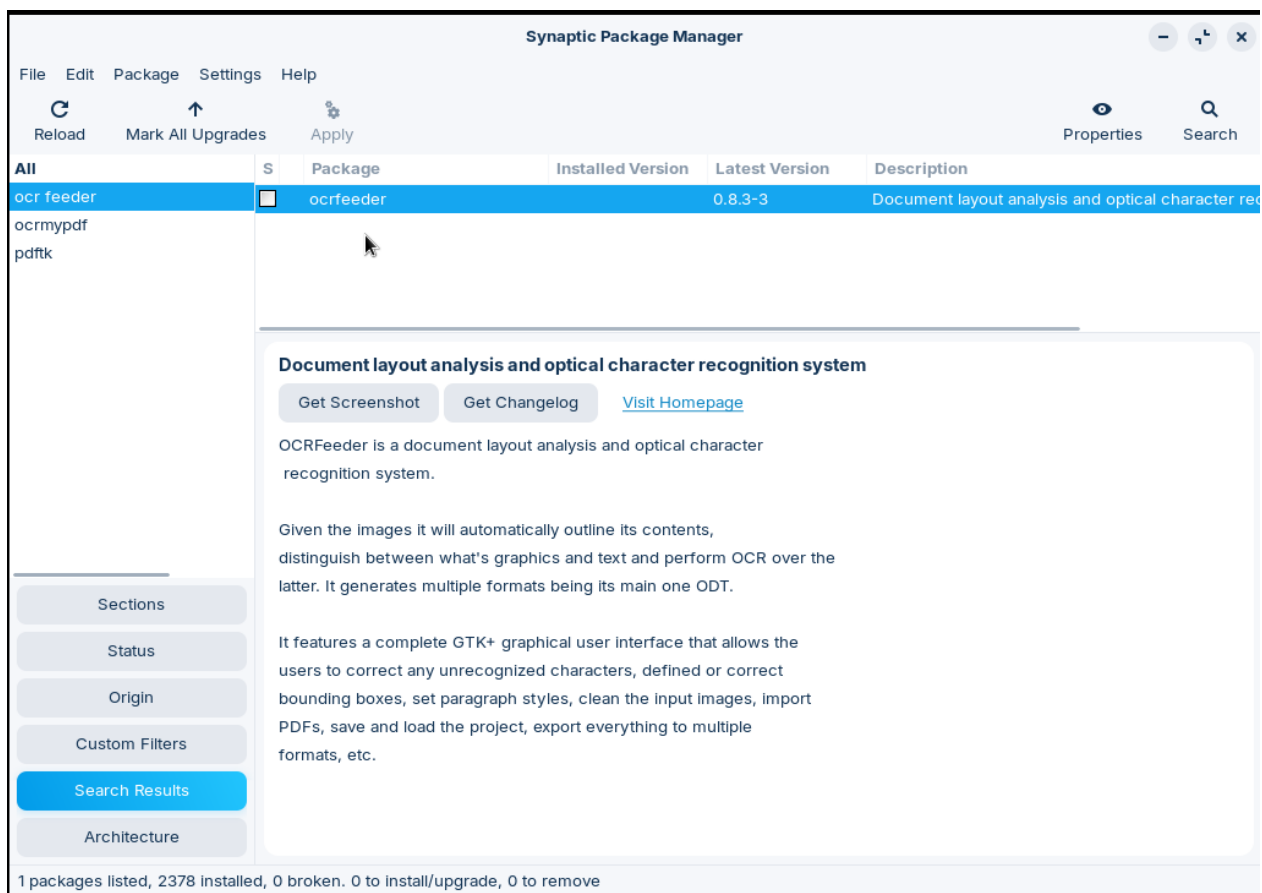 Synaptic Package Manager
File Edit Package Settings Help
Reload Mark All Upgrades Apply Properties Search
All
ocr feeder
ocrmypdf
pdftk
S Package Installed Version Latest Version Description
ocrfeeder 0.8.3-3 Document layout analysis and optical character rec
Document layout analysis and optical character recognition system
Get Screenshot Get Changelog Visit Homepage
OCRFeeder is a document layout analysis and optical character
recognition system.
Given the images it will automatically outline its contents,
distinguish between what's graphics and text and perform OCR over the
latter. It generates multiple formats being its main one ODT.
It features a complete GTK+ graphical user interface that allows the
users to correct any unrecognized characters, defined or correct
bounding boxes, set paragraph styles, clean the input images, import
PDFs, save and load the project, export everything to multiple
formats, etc.
Sections
Status
Origin
Custom Filters
Search Results
Architecture
1 packages listed, 2378 installed, 0 broken. 0 to install/upgrade, 0 to remove